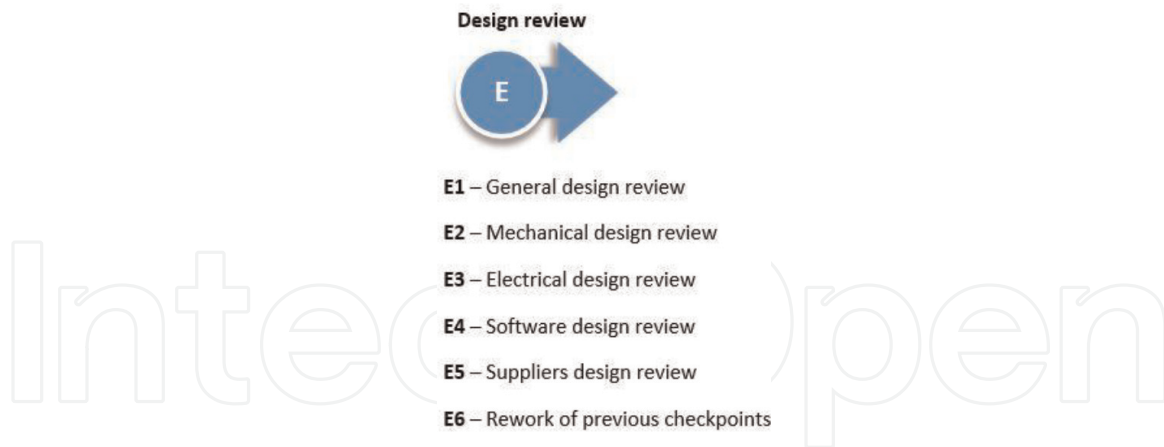 Design review
E
E1 – General design review
E2 – Mechanical design review
E3 – Electrical design review
E4 – Software design review
E5 – Suppliers design review
E6 – Rework of previous checkpoints